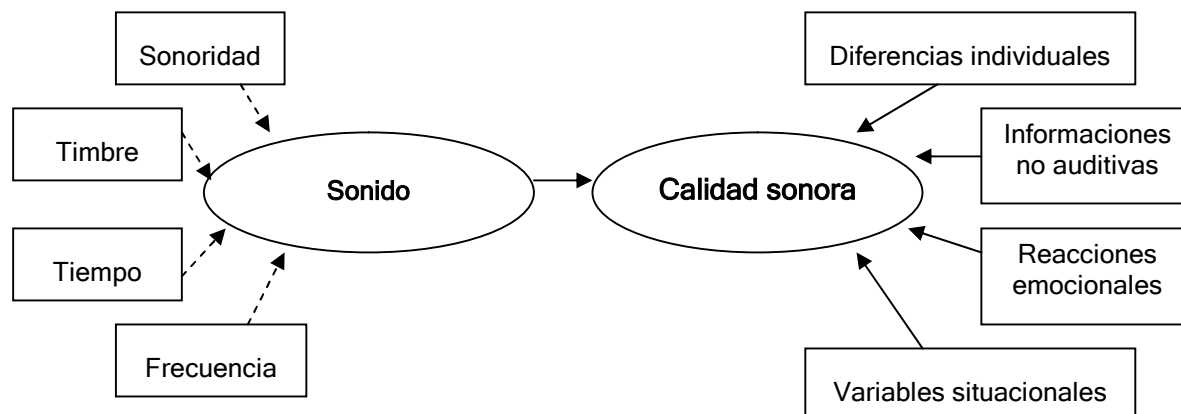 Sonoridad
Timbre
Tiempo
Frecuencia
Sonido
Calidad sonora
Diferencias individuales
Informaciones
no auditivas
Reacciones
emocionales
Variables situacionales